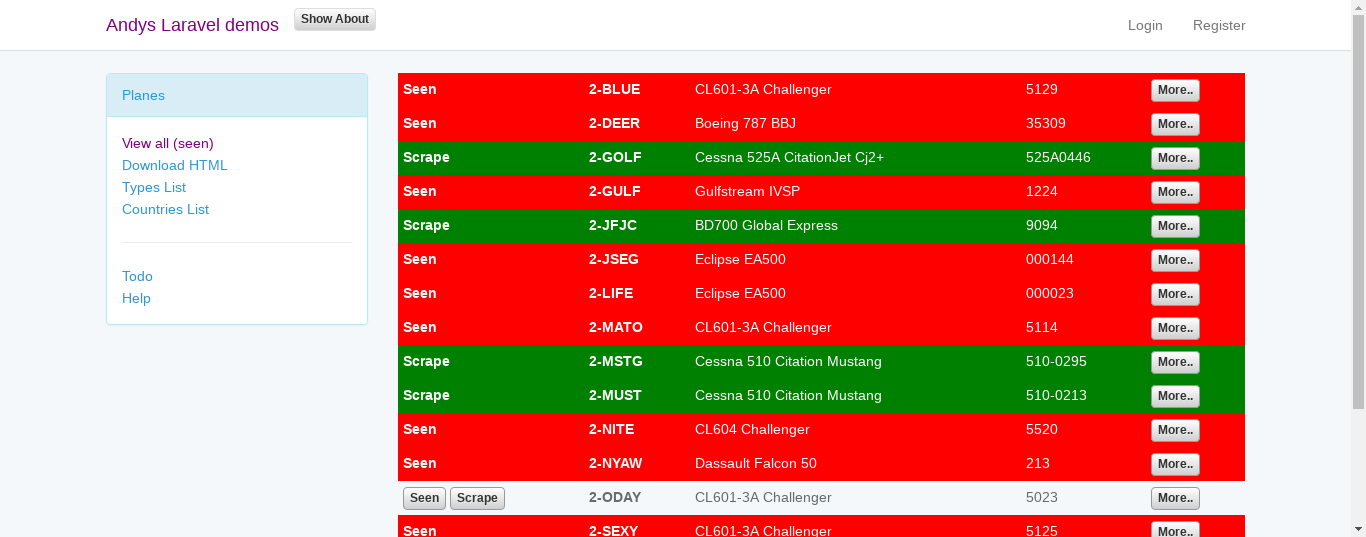 Andys Laravel demos Show About Login Register
Planes
View all (seen)
Download HTML
Types List
Countries List
Todo
Help
Seen 2-BLUE CL601-3A Challenger 5129 More..
Seen 2-DEER Boeing 787 BBJ 35309 More..
Scrape 2-GOLF Cessna 525A CitationJet Cj2+ 525A0446 More..
Seen 2-GULF Gulfstream IVSP 1224 More..
Scrape 2-JFJC BD700 Global Express 9094 More..
Seen 2-JSEG Eclipse EA500 000144 More..
Seen 2-LIFE Eclipse EA500 000023 More..
Seen 2-MATO CL601-3A Challenger 5114 More..
Scrape 2-MSTG Cessna 510 Citation Mustang 510-0295 More..
Scrape 2-MUST Cessna 510 Citation Mustang 510-0213 More..
Seen 2-NITE CL604 Challenger 5520 More..
Seen 2-NYAW Dassault Falcon 50 213 More..
Seen Scrape 2-ODAY CL601-3A Challenger 5023 More..
Seen 2-SEXY CL601-3A Challenger 5125 More..